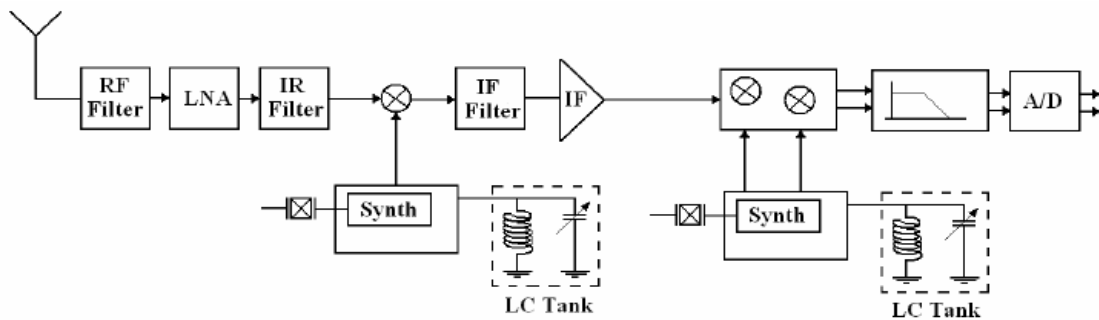 RF
Filter
LNA
IR
Filter
IF
Filter
IF
A/D
Synth
LC Tank
Synth
LC Tank